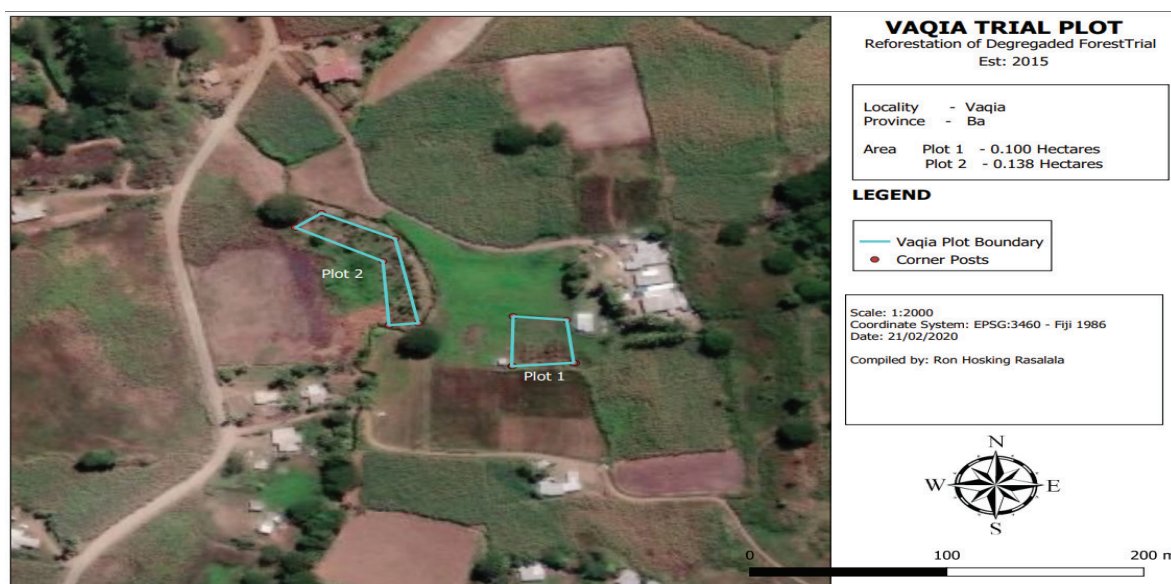 VAQIA TRIAL PLOT
Reforestation of Degregaded ForestTrial
Est: 2015
Locality - Vaqia
Province - Ba
Area Plot 1 - 0.100 Hectares
Plot 2 - 0.138 Hectares
LEGEND
Vaqia Plot Boundary
Corner Posts
Plot 2
Plot 1
Scale: 1:2000
Coordinate System: EPSG:3460 - Fiji 1986
Date: 21/02/2020
Compiled by: Ron Hosking Rasalala
N
W E
S
0 100 200 m